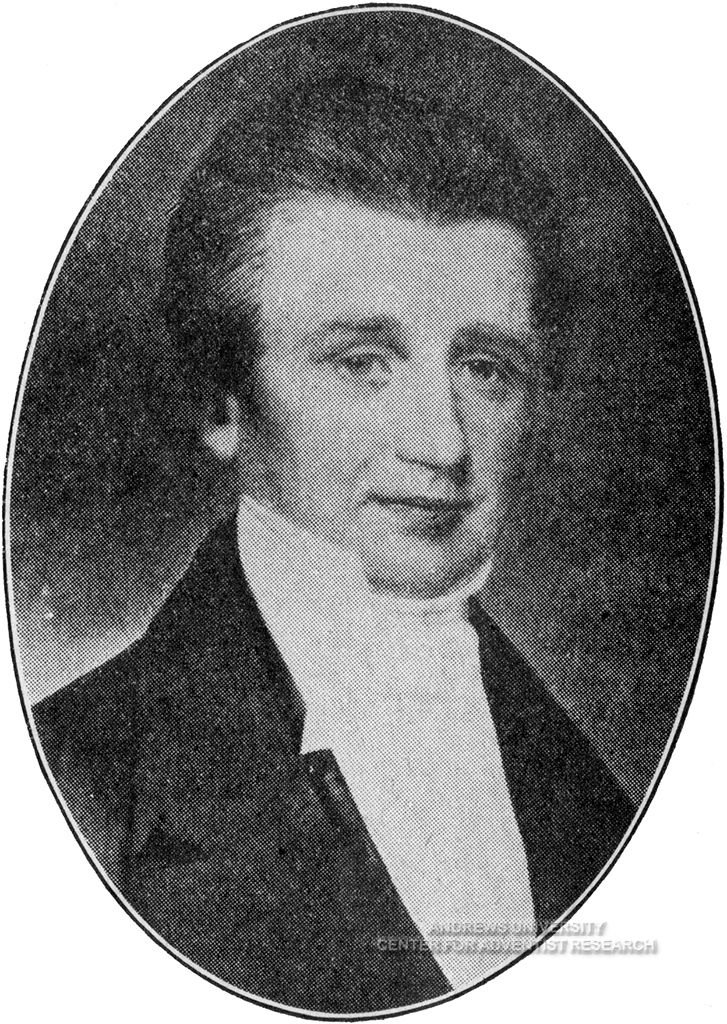 ANDREWS UNIVERSITY
CENTER FOR ADVENTIST RESEARCH